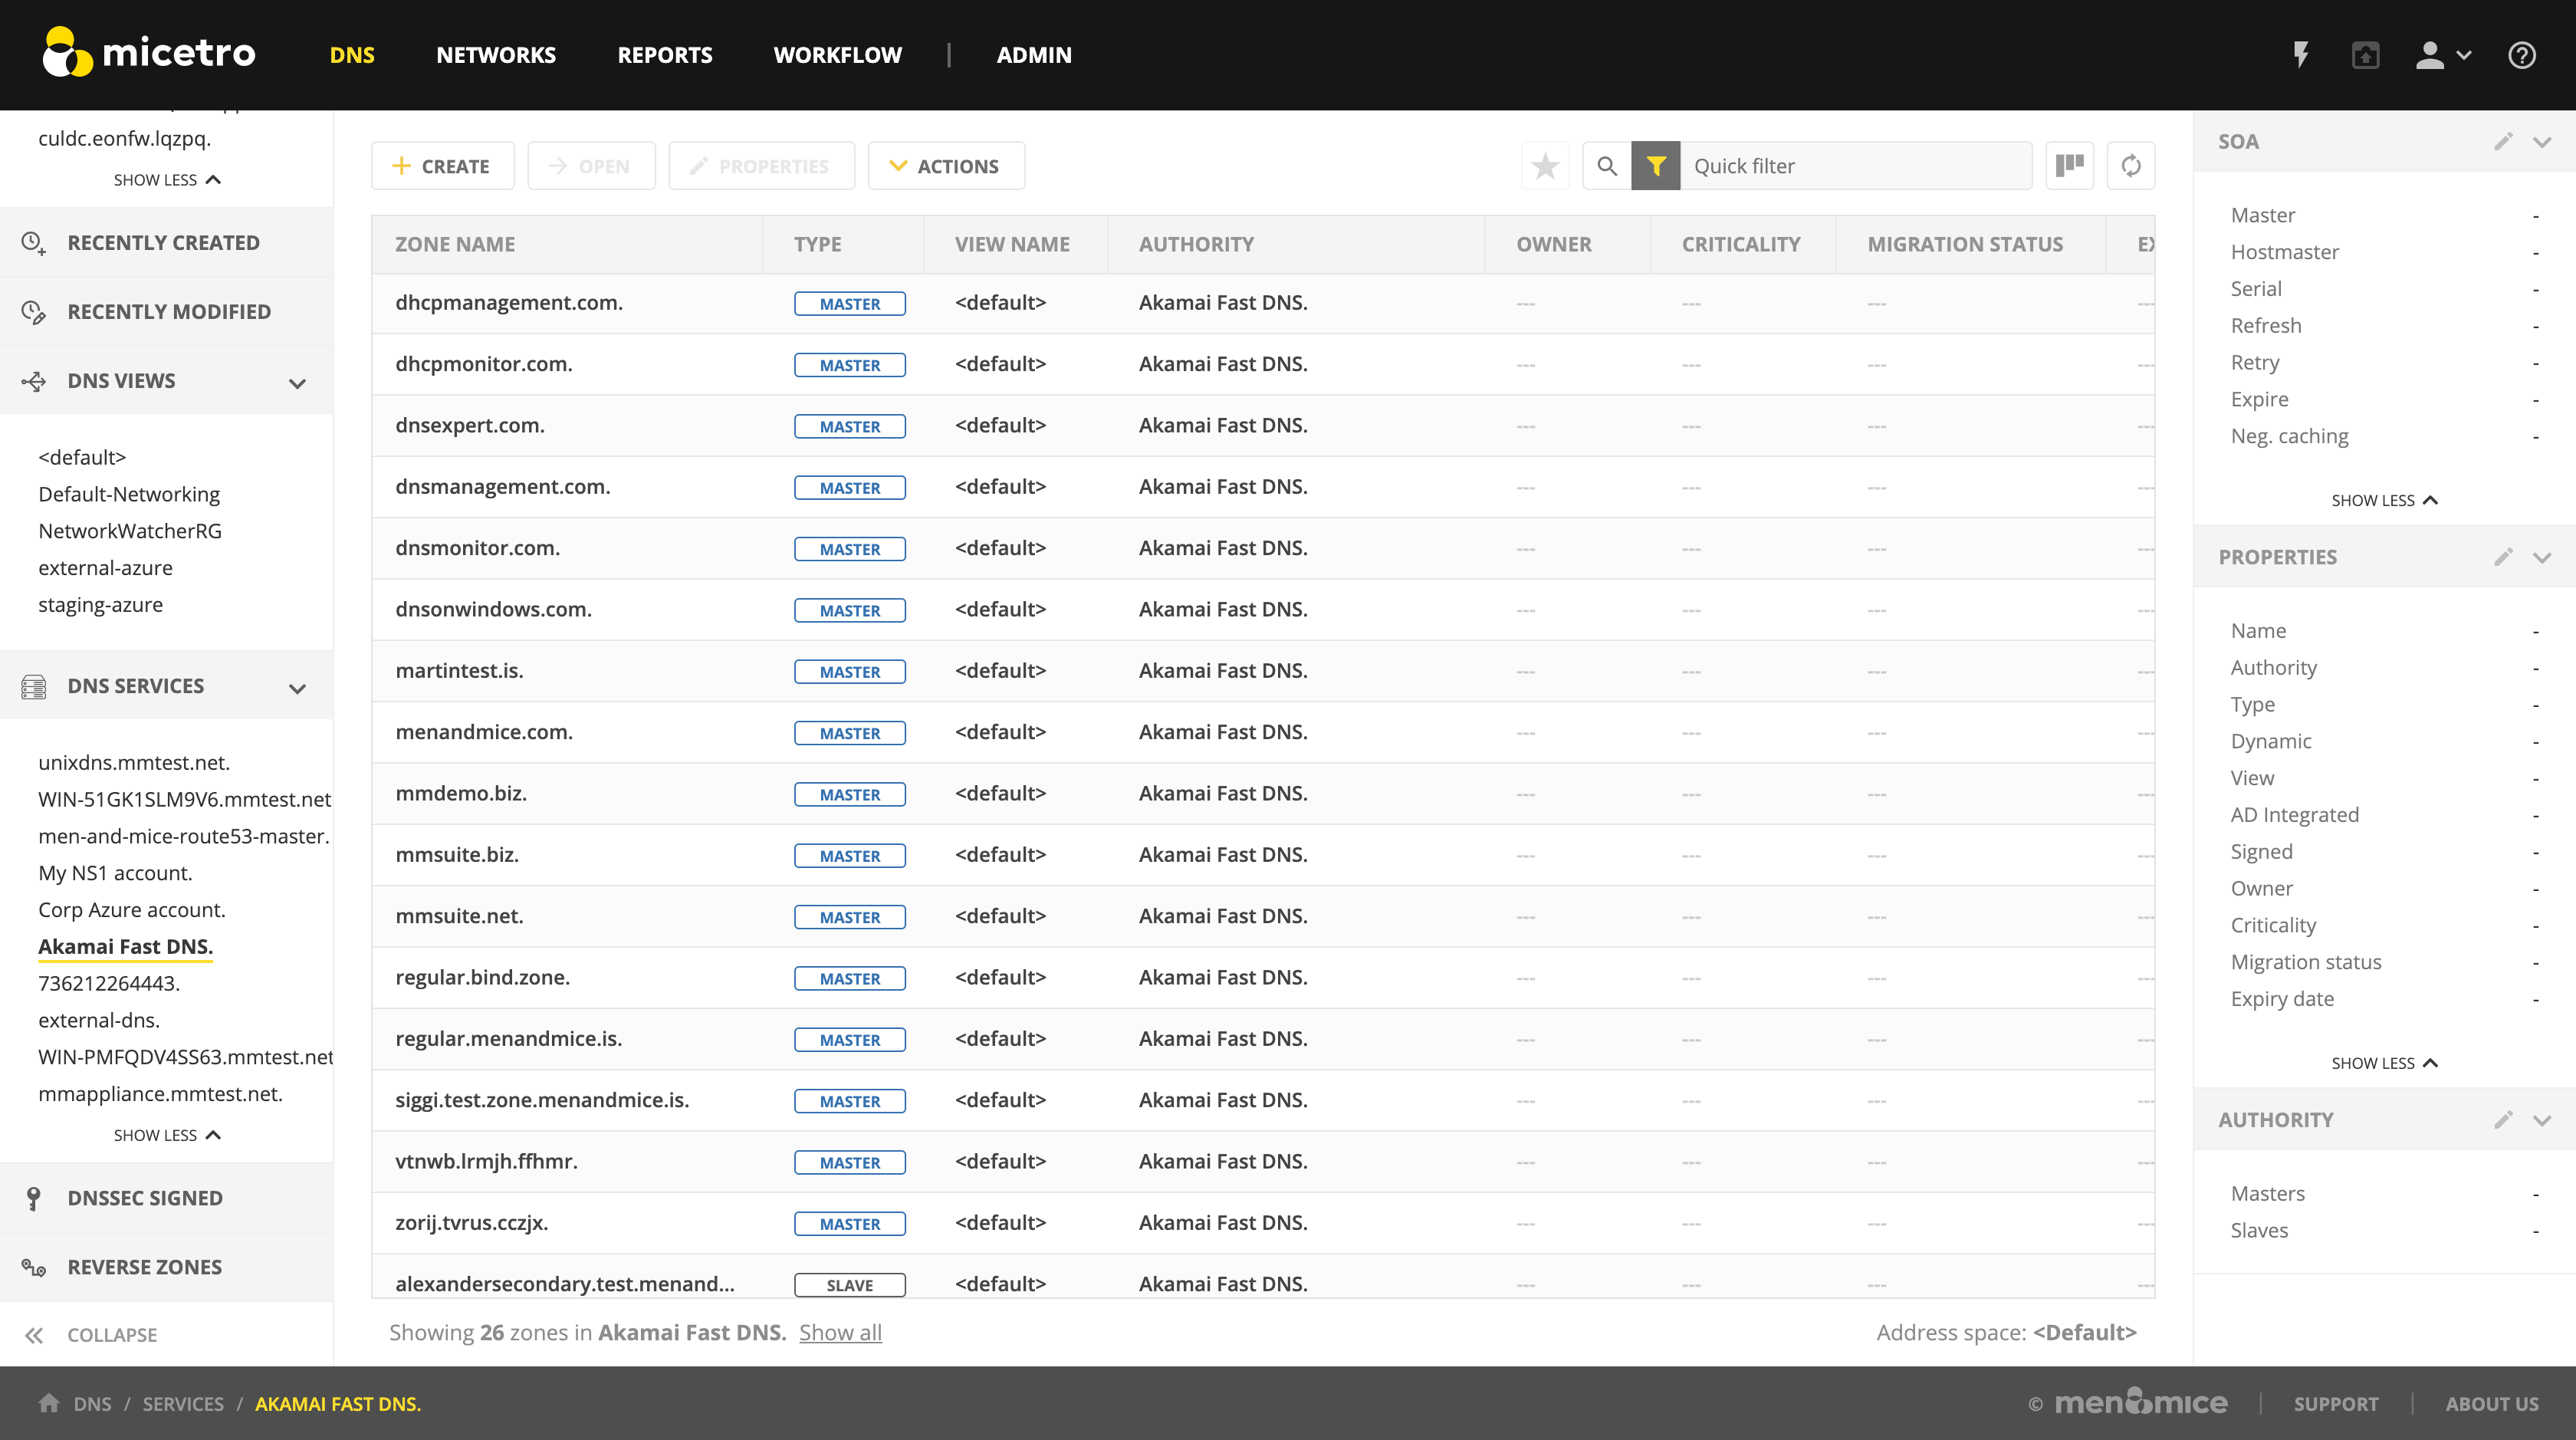 micetro DNS NETWORKS REPORTS WORKFLOW | ADMIN
culdc.eonfw.lqzpq.
SHOW LESS
RECENTLY CREATED
RECENTLY MODIFIED
DNS VIEWS
<default>
Default-Networking
NetworkWatcherRG
external-azure
staging-azure
DNS SERVICES
unixdns.mmtest.net.
WIN-51GK1SLM9V6.mmtest.net
men-and-mice-route53-master.
My NS1 account.
Corp Azure account.
Akamai Fast DNS.
736212264443.
external-dns.
WIN-PMFQDV4SS63.mmtest.net
mmappliance.mmtest.net.
SHOW LESS
DNSSEC SIGNED
REVERSE ZONES
COLLAPSE
CREATE OPEN PROPERTIES ACTIONS Quick filter
ZONE NAME TYPE VIEW NAME AUTHORITY OWNER CRITICALITY MIGRATION STATUS EX
dhcpmanagement.com. MASTER <default> Akamai Fast DNS. --- --- --- ---
dhcpmonitor.com. MASTER <default> Akamai Fast DNS. --- --- --- ---
dnsexpert.com. MASTER <default> Akamai Fast DNS. --- --- --- ---
dnsmanagement.com. MASTER <default> Akamai Fast DNS. --- --- --- ---
dnsmonitor.com. MASTER <default> Akamai Fast DNS. --- --- --- ---
dnsonwindows.com. MASTER <default> Akamai Fast DNS. --- --- --- ---
martintest.is. MASTER <default> Akamai Fast DNS. --- --- --- ---
menandmice.com. MASTER <default> Akamai Fast DNS. --- --- --- ---
mmdemo.biz. MASTER <default> Akamai Fast DNS. --- --- --- ---
mmsuite.biz. MASTER <default> Akamai Fast DNS. --- --- --- ---
mmsuite.net. MASTER <default> Akamai Fast DNS. --- --- --- ---
regular.bind.zone. MASTER <default> Akamai Fast DNS. --- --- --- ---
regular.menandmice.is. MASTER <default> Akamai Fast DNS. --- --- --- ---
siggi.test.zone.menandmice.is. MASTER <default> Akamai Fast DNS. --- --- --- ---
vtnwb.lrmjh.ffhmr. MASTER <default> Akamai Fast DNS. --- --- --- ---
zorij.tvrus.cczjx. MASTER <default> Akamai Fast DNS. --- --- --- ---
alexandersecondary.test.menand... SLAVE <default> Akamai Fast DNS. --- --- --- ---
Showing 26 zones in Akamai Fast DNS. Show all Address space: <Default>
SOA
Master -
Hostmaster -
Serial -
Refresh -
Retry -
Expire -
Neg. caching -
SHOW LESS
PROPERTIES
Name -
Authority -
Type -
Dynamic -
View -
AD Integrated -
Signed -
Owner -
Criticality -
Migration status -
Expiry date -
SHOW LESS
AUTHORITY
Masters -
Slaves -
DNS / SERVICES / AKAMAI FAST DNS. © men&mice | SUPPORT | ABOUT US